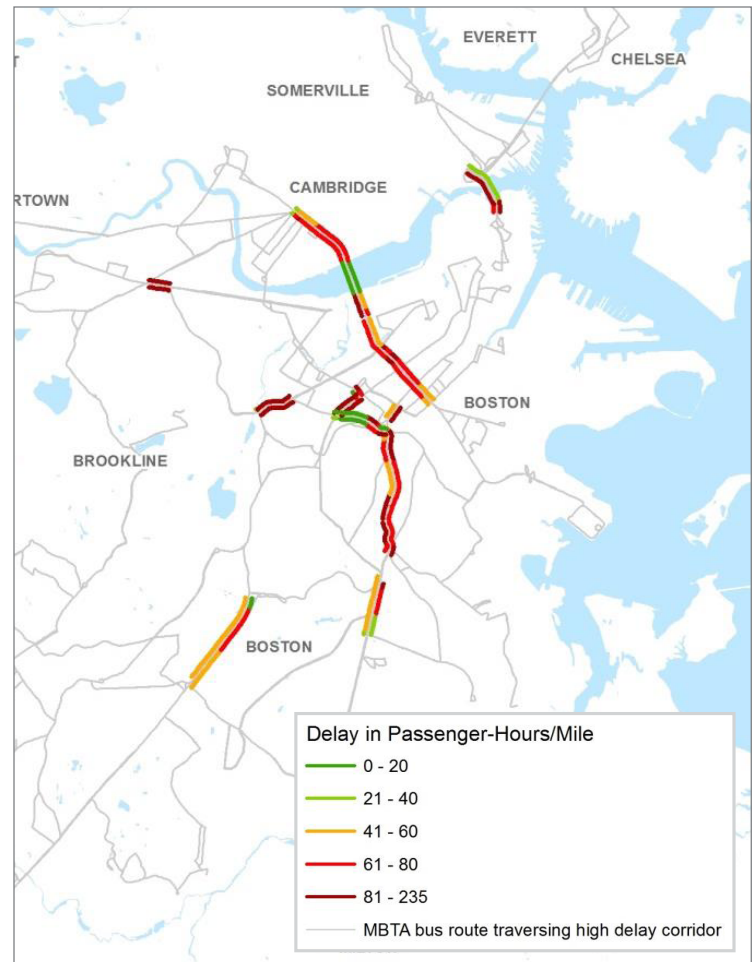 EVERETT
CHELSEA
SOMERVILLE
CAMBRIDGE
RTOWN
BOSTON
BROOKLINE
BOSTON
Delay in Passenger-Hours/Mile
0 - 20
21 - 40
41 - 60
61 - 80
81 - 235
MBTA bus route traversing high delay corridor